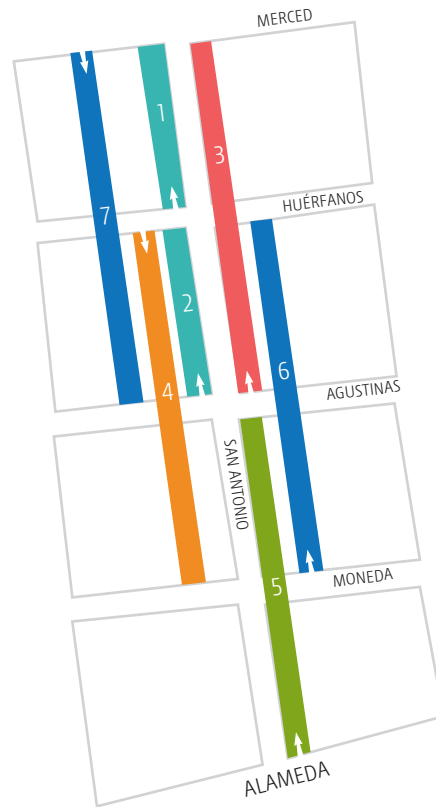 MERCED
1
3
HUÉRFANOS
7
2
6
AGUSTINAS
4
SAN ANTONIO
MONEDA
5
ALAMEDA